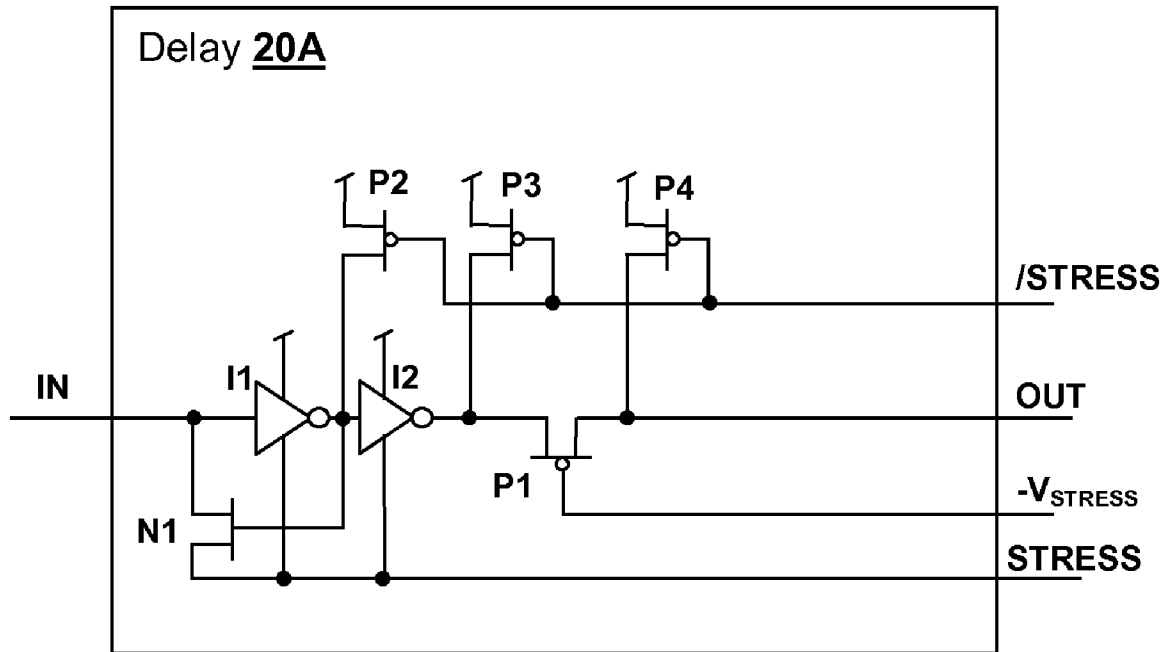 Delay 20A
P2 P3 P4
/STRESS
IN I1 I2 OUT
P1 -VSTRESS
N1 STRESS